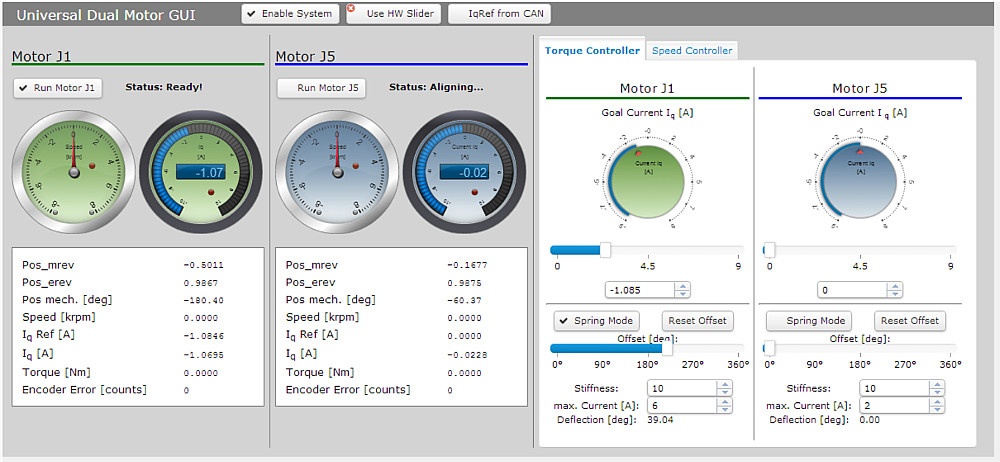 Universal Dual Motor GUI
Enable System
Use HW Slider
IqRef from CAN
Motor J1
Run Motor J1
Status: Ready!
Speed
[krpm]
Iq
[A]
-1.07
Pos_mrev -0.5011
Pos_erev 0.9867
Pos mech. [deg] -180.40
Speed [krpm] 0.0000
Iq Ref [A] -1.0846
Iq [A] -1.0695
Torque [Nm] 0.0000
Encoder Error [counts] 0
Motor J5
Run Motor J5
Status: Aligning...
Speed
[krpm]
Current Iq
[A]
-0.02
Pos_mrev -0.1677
Pos_erev 0.9875
Pos mech. [deg] -60.37
Speed [krpm] 0.0000
Iq Ref [A] 0.0000
Iq [A] -0.0228
Torque [Nm] 0.0000
Encoder Error [counts] 0
Torque Controller
Speed Controller
Motor J1
Goal Current Iq [A]
Current Iq
[A]
0 4.5 9
-1.085
Spring Mode
Reset Offset
Offset [deg]:
0° 90° 180° 270° 360°
Stiffness: 10
max. Current [A]: 6
Deflection [deg]: 39.04
Motor J5
Goal Current I q [A]
Current Iq
[A]
0 4.5 9
0
Spring Mode
Reset Offset
Offset [deg]:
0° 90° 180° 270° 360°
Stiffness: 10
max. Current [A]: 2
Deflection [deg]: 0.00